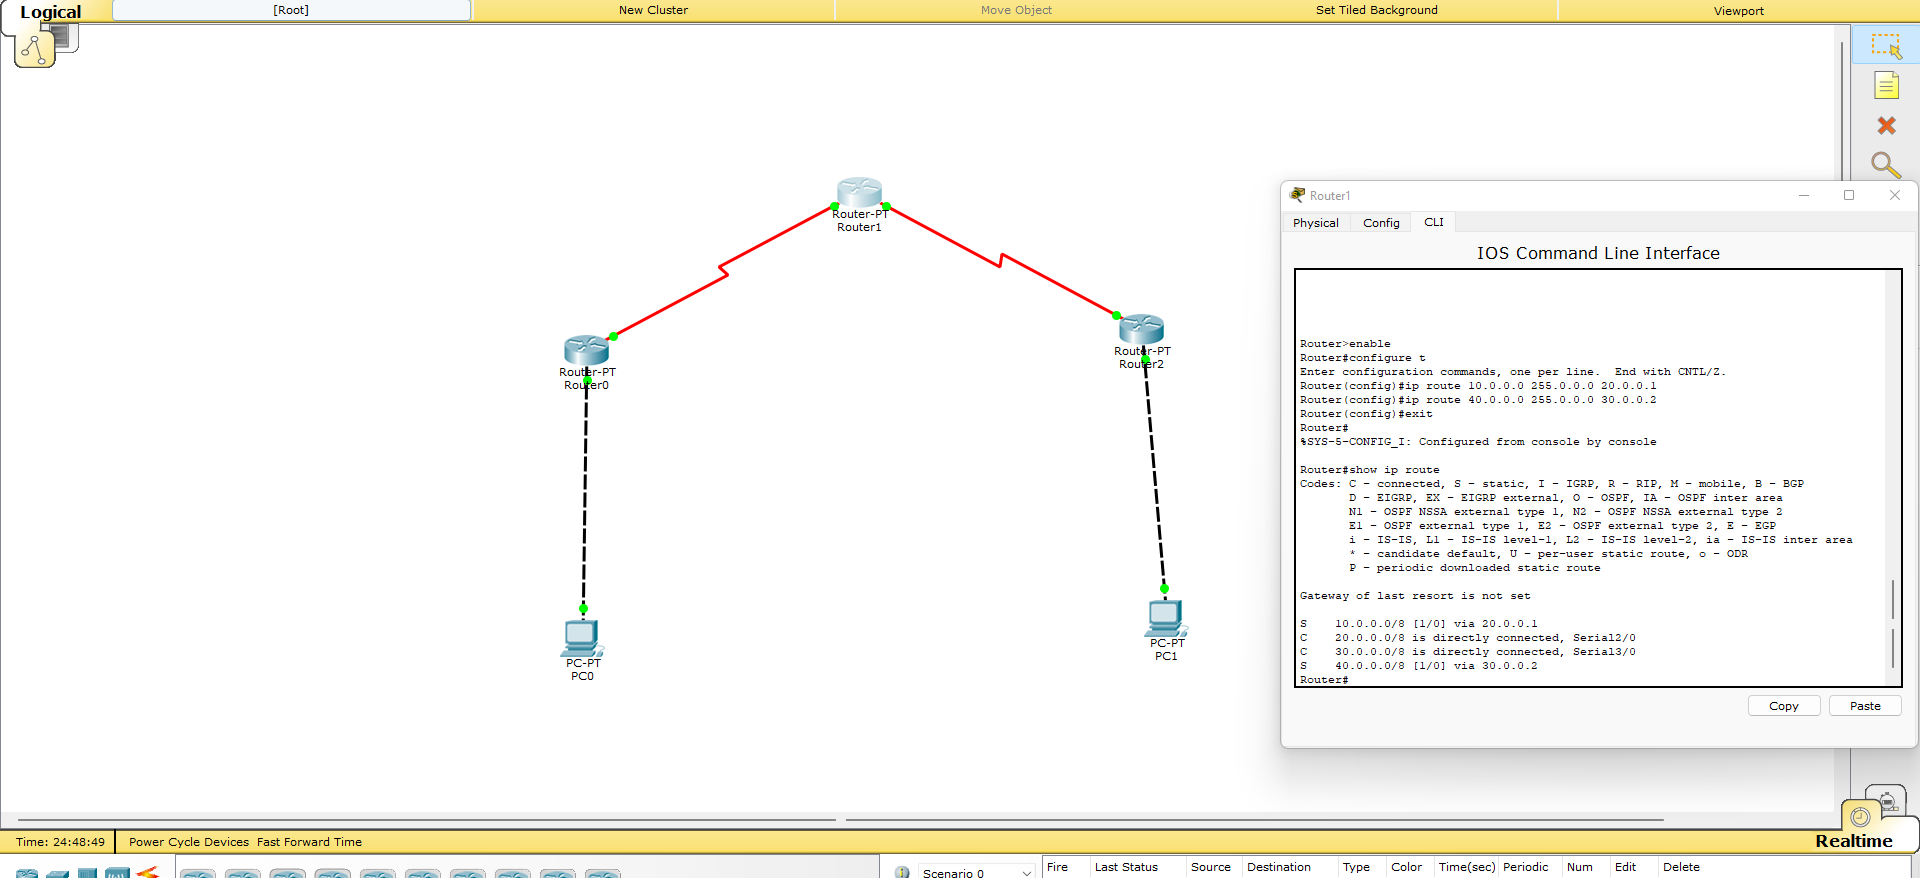 Logical
[Root]
New Cluster
Move Object
Set Tiled Background
Viewport
Router-PT
Router1
Router-PT
Router0
Router-PT
Router2
PC-PT
PC0
PC-PT
PC1
Router1
Physical
Config
CLI
IOS Command Line Interface
Router>enable
Router#configure t
Enter configuration commands, one per line.  End with CNTL/Z.
Router(config)#ip route 10.0.0.0 255.0.0.0 20.0.0.1
Router(config)#ip route 40.0.0.0 255.0.0.0 30.0.0.2
Router(config)#exit
Router#
%SYS-5-CONFIG_I: Configured from console by console
Router#show ip route
Codes: C - connected, S - static, I - IGRP, R - RIP, M - mobile, B - BGP
D - EIGRP, EX - EIGRP external, O - OSPF, IA - OSPF inter area
N1 - OSPF NSSA external type 1, N2 - OSPF NSSA external type 2
E1 - OSPF external type 1, E2 - OSPF external type 2, E - EGP
i - IS-IS, L1 - IS-IS level-1, L2 - IS-IS level-2, ia - IS-IS inter area
* - candidate default, U - per-user static route, o - ODR
P - periodic downloaded static route
Gateway of last resort is not set
S    10.0.0.0/8 [1/0] via 20.0.0.1
C    20.0.0.0/8 is directly connected, Serial2/0
C    30.0.0.0/8 is directly connected, Serial3/0
S    40.0.0.0/8 [1/0] via 30.0.0.2
Router#
Copy
Paste
Time: 24:48:49
Power Cycle Devices  Fast Forward Time
Realtime
Scenario 0
Fire
Last Status
Source
Destination
Type
Color
Time(sec)
Periodic
Num
Edit
Delete